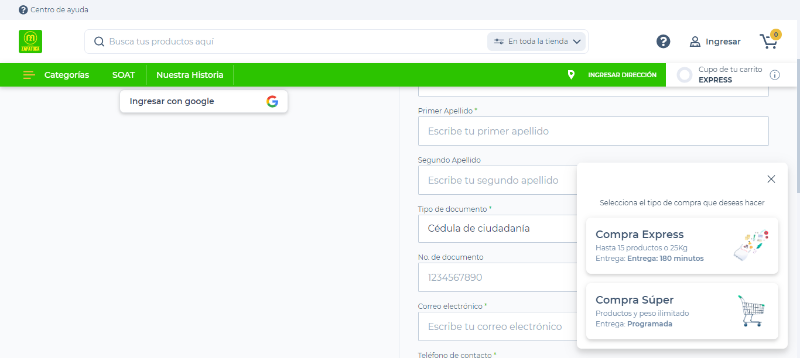 Centro de ayuda
Busca tus productos aquí
En toda la tienda
Ingresar
0
Categorías
SOAT
Nuestra Historia
INGRESAR DIRECCIÓN
Cupo de tu carrito
EXPRESS
Ingresar con google
Primer Apellido *
Escribe tu primer apellido
Segundo Apellido
Escribe tu segundo apellido
Tipo de documento *
Cédula de ciudadanía
No. de documento
1234567890
Correo electrónico *
Escribe tu correo electrónico
Teléfono de contacto *
Selecciona el tipo de compra que deseas hacer
Compra Express
Hasta 15 productos o 25Kg
Entrega: Entrega: 180 minutos
Compra Súper
Productos y peso ilimitado
Entrega: Programada